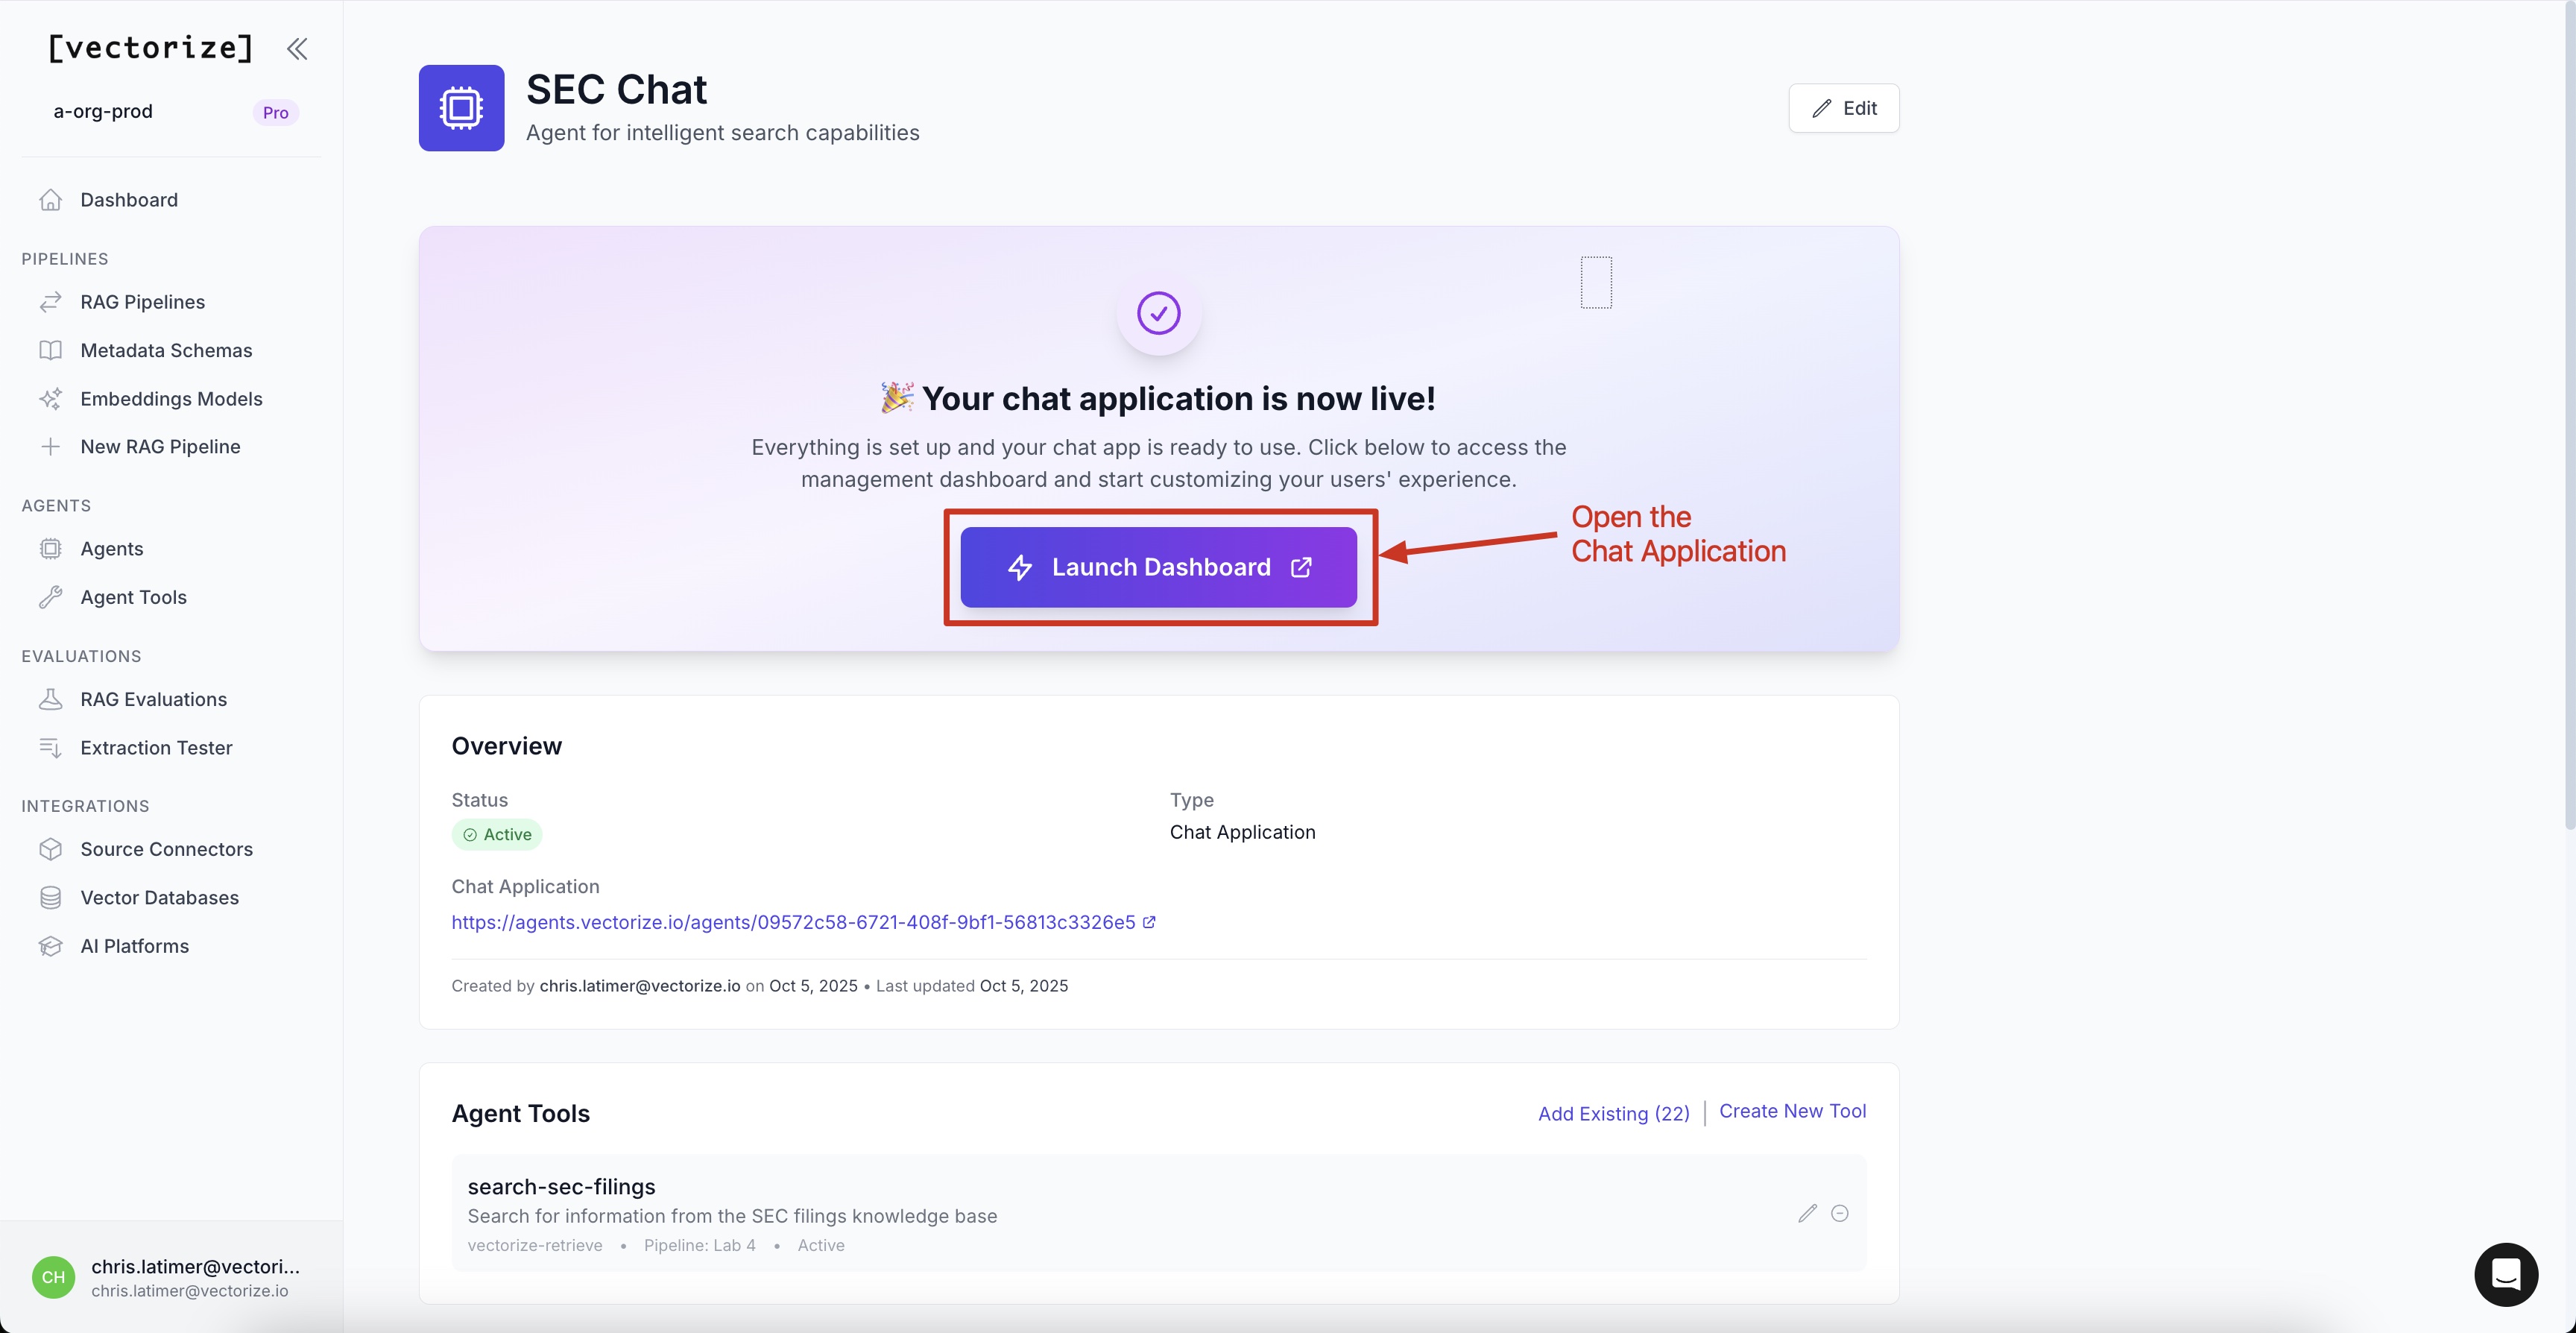 [vectorize]
a-org-prod
Pro
Dashboard
PIPELINES
RAG Pipelines
Metadata Schemas
Embeddings Models
New RAG Pipeline
AGENTS
Agents
Agent Tools
EVALUATIONS
RAG Evaluations
Extraction Tester
INTEGRATIONS
Source Connectors
Vector Databases
AI Platforms
CH
chris.latimer@vectori...
chris.latimer@vectorize.io
SEC Chat
Agent for intelligent search capabilities
Edit
🎉 Your chat application is now live!
Everything is set up and your chat app is ready to use. Click below to access the
management dashboard and start customizing your users' experience.
Launch Dashboard
Open the
Chat Application
Overview
Status
Active
Type
Chat Application
Chat Application
https://agents.vectorize.io/agents/09572c58-6721-408f-9bf1-56813c3326e5
Created by chris.latimer@vectorize.io on Oct 5, 2025 • Last updated Oct 5, 2025
Agent Tools
Add Existing (22)
Create New Tool
search-sec-filings
Search for information from the SEC filings knowledge base
vectorize-retrieve • Pipeline: Lab 4 • Active